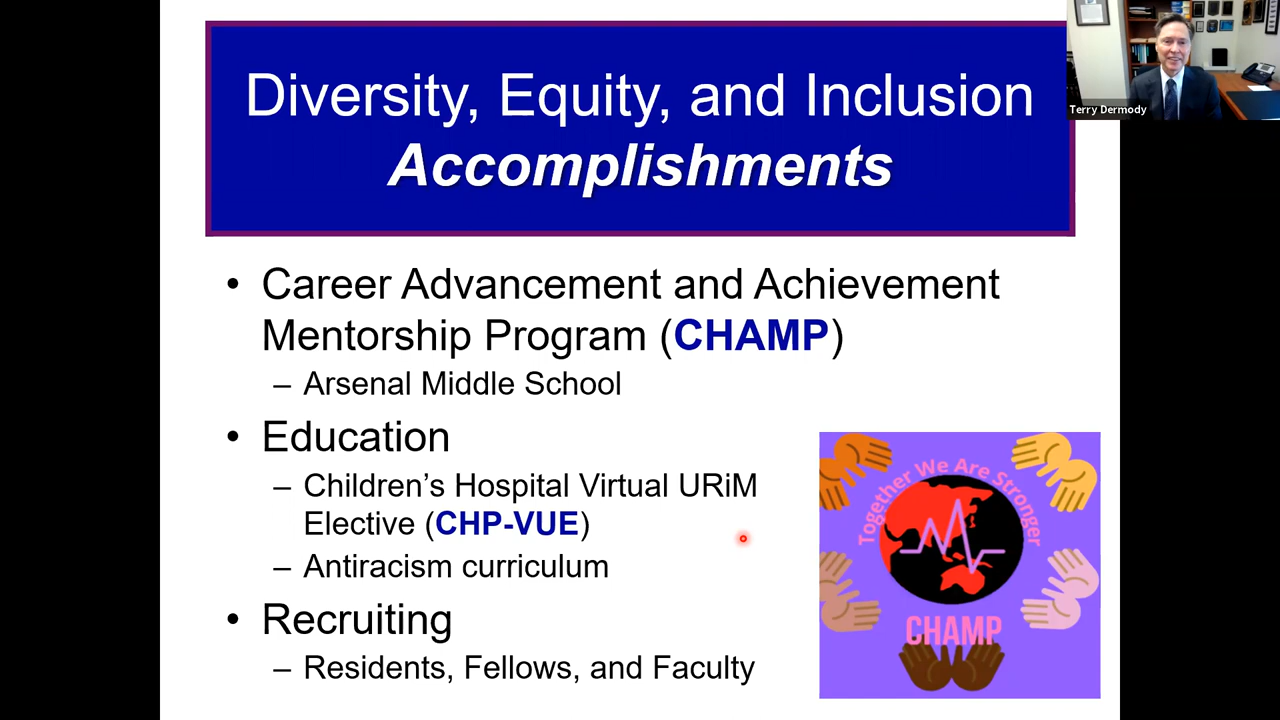 Diversity, Equity, and Inclusion
Accomplishments
Terry Dermody
• Career Advancement and Achievement
Mentorship Program (CHAMP)
– Arsenal Middle School
• Education
– Children’s Hospital Virtual URiM
Elective (CHP-VUE)
– Antiracism curriculum
• Recruiting
– Residents, Fellows, and Faculty
Together We Are Stronger
CHAMP